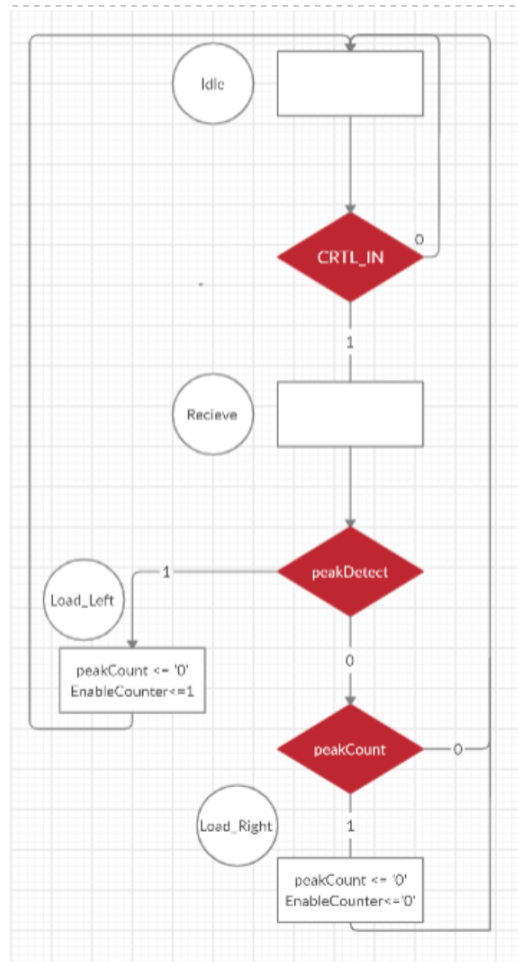 Idle
CRTL_IN
0
1
Recieve
peakDetect
1
Load_Left
peakCount <= '0'
EnableCounter<=1
0
peakCount
0
Load_Right
1
peakCount <= '0'
EnableCounter<='0'